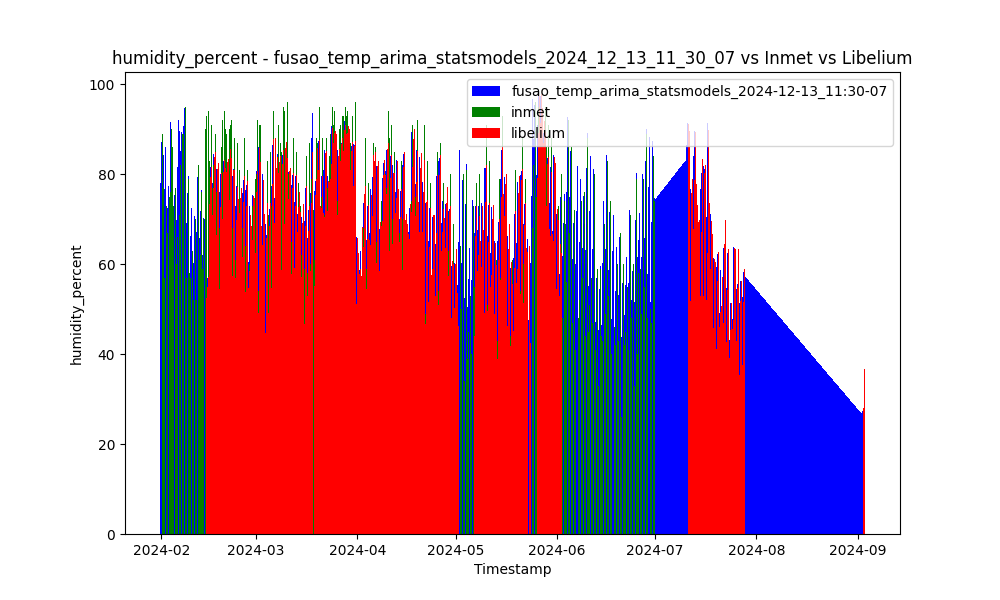 humidity_percent - fusao_temp_arima_statsmodels_2024_12_13_11_30_07 vs Inmet vs Libelium
fusao_temp_arima_statsmodels_2024-12-13_11:30-07
inmet
libelium
100
80
60
40
20
0
humidity_percent
2024-02 2024-03 2024-04 2024-05 2024-06 2024-07 2024-08 2024-09
Timestamp